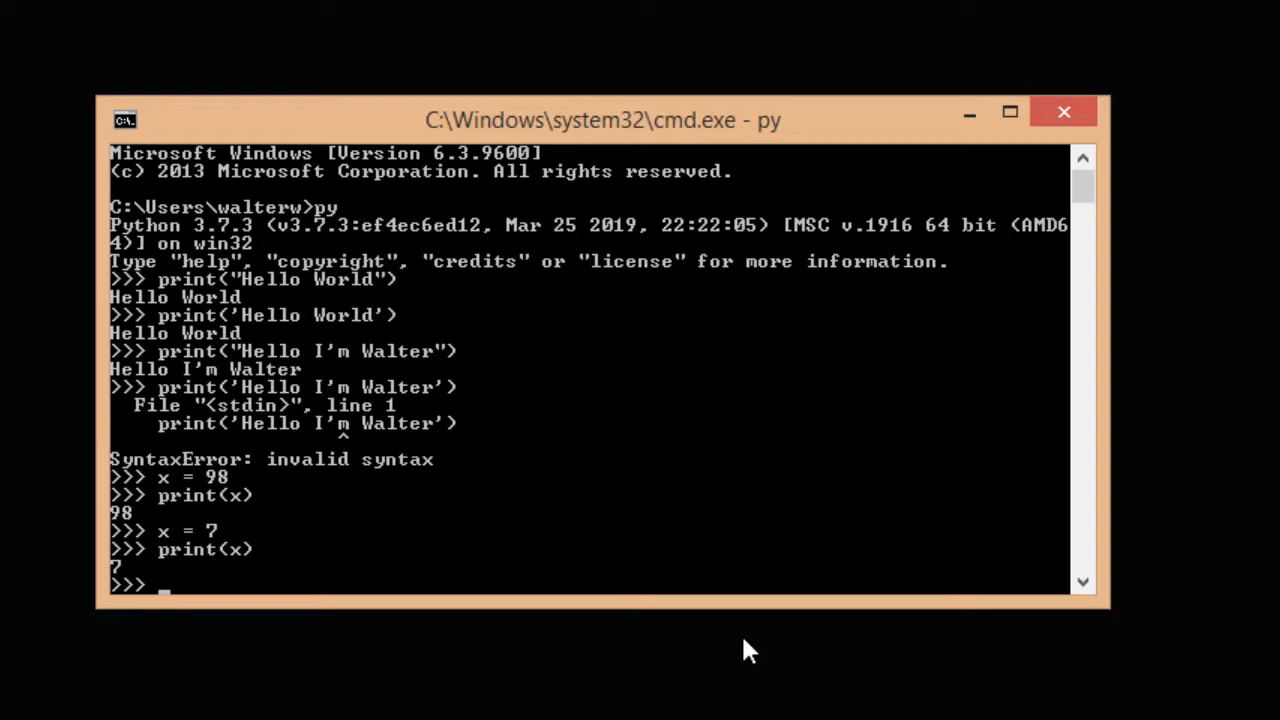 C:\Windows\system32\cmd.exe - py
Microsoft Windows [Version 6.3.9600]
(c) 2013 Microsoft Corporation. All rights reserved.
C:\Users\walterw>py
Python 3.7.3 (v3.7.3:ef4ec6ed12, Mar 25 2019, 22:22:05) [MSC v.1916 64 bit (AMD6
4)] on win32
Type "help", "copyright", "credits" or "license" for more information.
>>> print("Hello World")
Hello World
>>> print('Hello World')
Hello World
>>> print("Hello I'm Walter")
Hello I'm Walter
>>> print('Hello I'm Walter')
  File "<stdin>", line 1
    print('Hello I'm Walter')
                   ^
SyntaxError: invalid syntax
>>> x = 98
>>> print(x)
98
>>> x = 7
>>> print(x)
7
>>> _